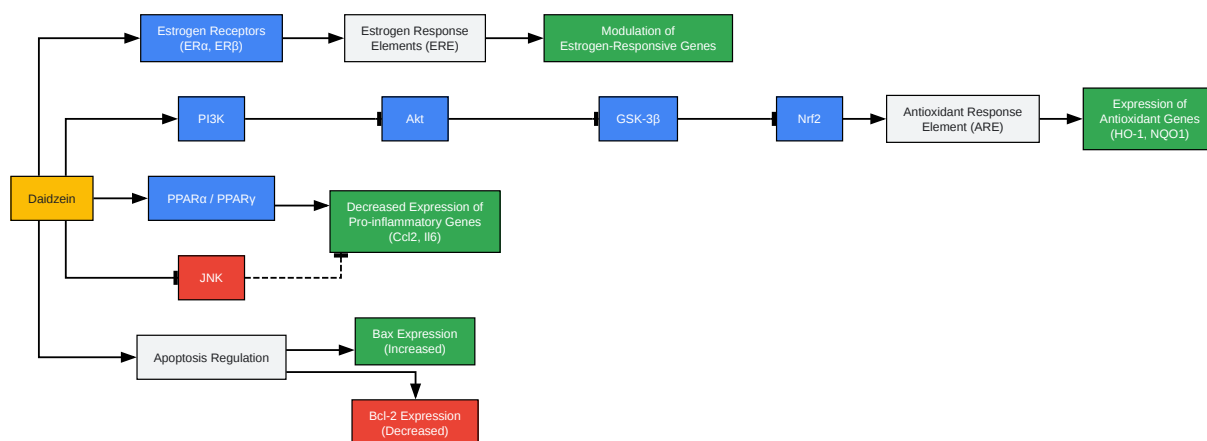 Estrogen Receptors
(ERα, ERβ)
Estrogen Response
Elements (ERE)
Modulation of
Estrogen-Responsive Genes
PI3K
Akt
GSK-3β
Nrf2
Antioxidant Response
Element (ARE)
Expression of
Antioxidant Genes
(HO-1, NQO1)
Daidzein
PPARα / PPARγ
Decreased Expression of
Pro-inflammatory Genes
(Ccl2, Il6)
JNK
Apoptosis Regulation
Bax Expression
(Increased)
Bcl-2 Expression
(Decreased)